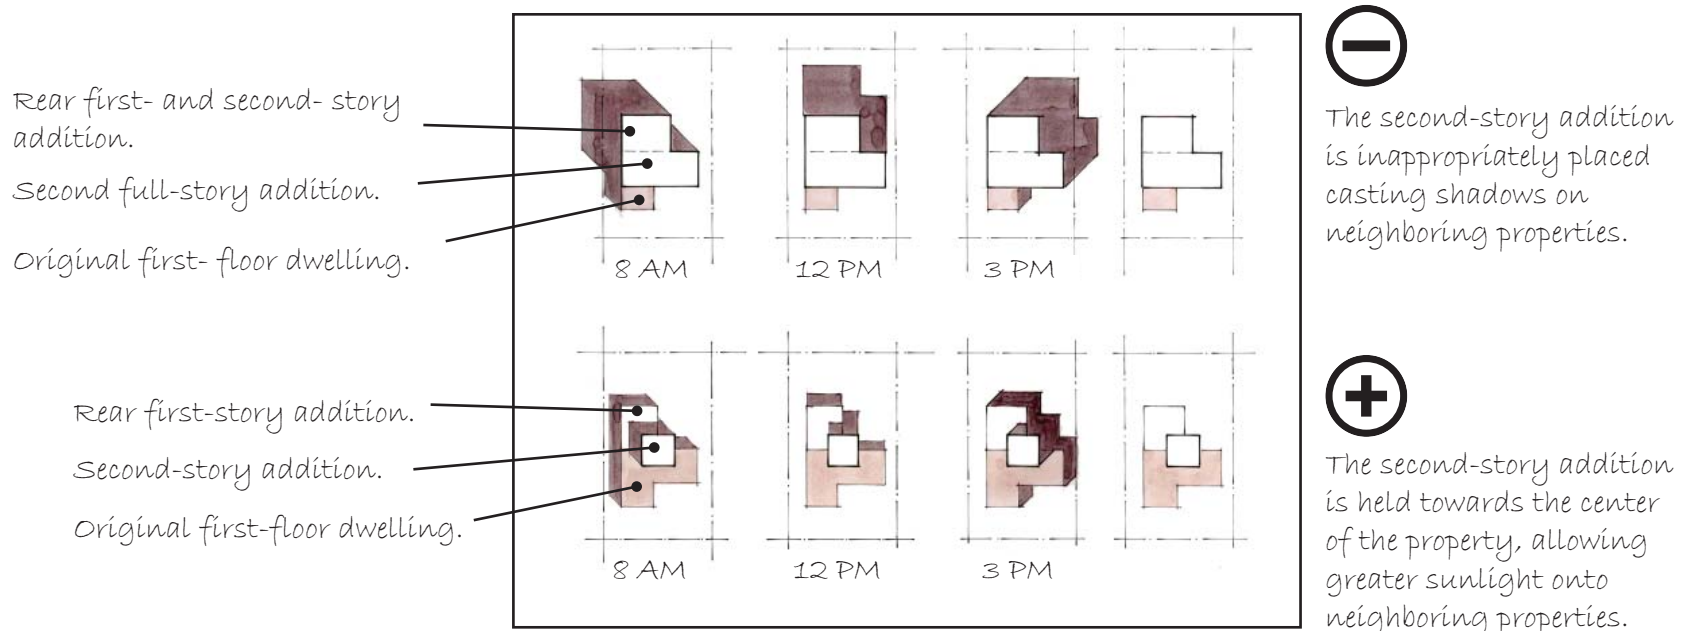 Rear first- and second- story
addition.
Second full-story addition.
Original first- floor dwelling.
8 AM
12 PM
3 PM
The second-story addition
is inappropriately placed
casting shadows on
neighboring properties.
Rear first-story addition.
Second-story addition.
Original first-floor dwelling.
8 AM
12 PM
3 PM
The second-story addition
is held towards the center
of the property, allowing
greater sunlight onto
neighboring properties.